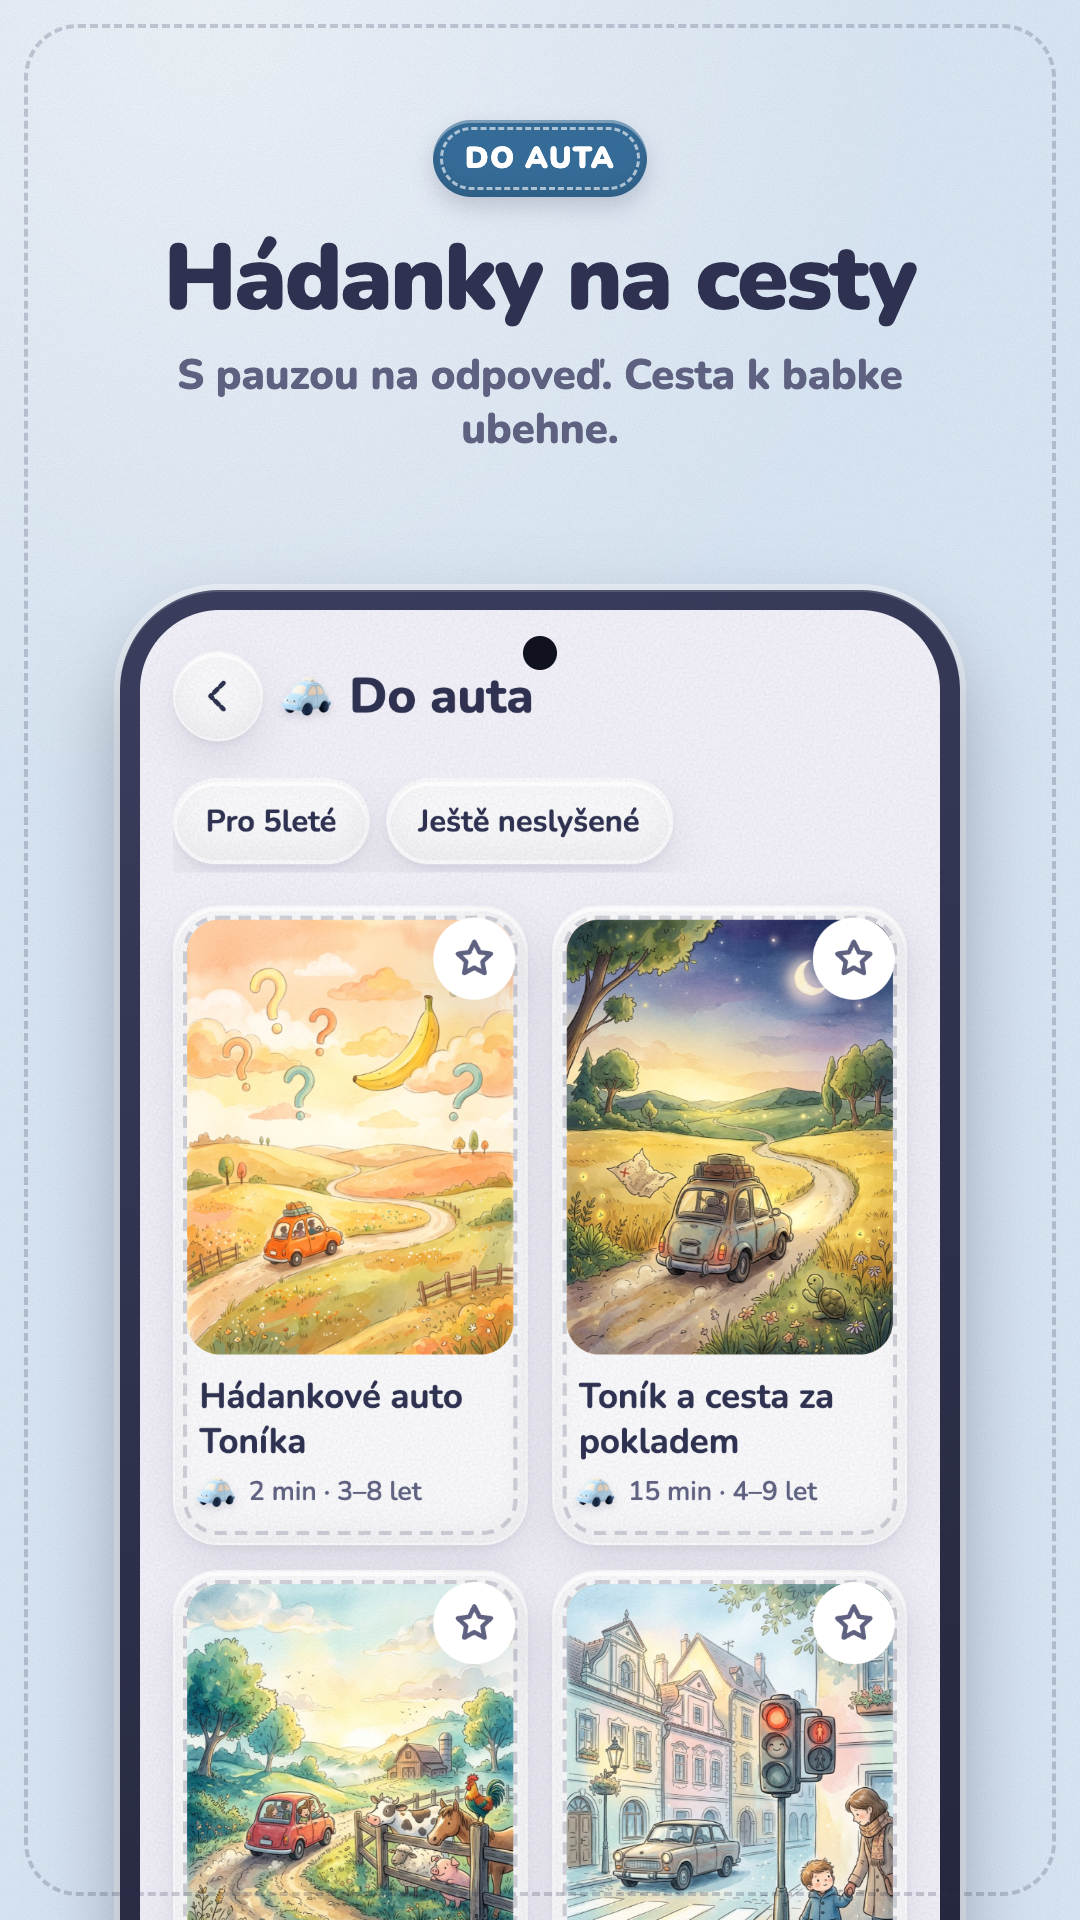 DO AUTA
Hádanky na cesty
S pauzou na odpoveď. Cesta k babke
ubehne.
Do auta
Pro 5leté
Ještě neslyšené
Hádankové auto
Toníka
2 min · 3–8 let
Toník a cesta za
pokladem
15 min · 4–9 let